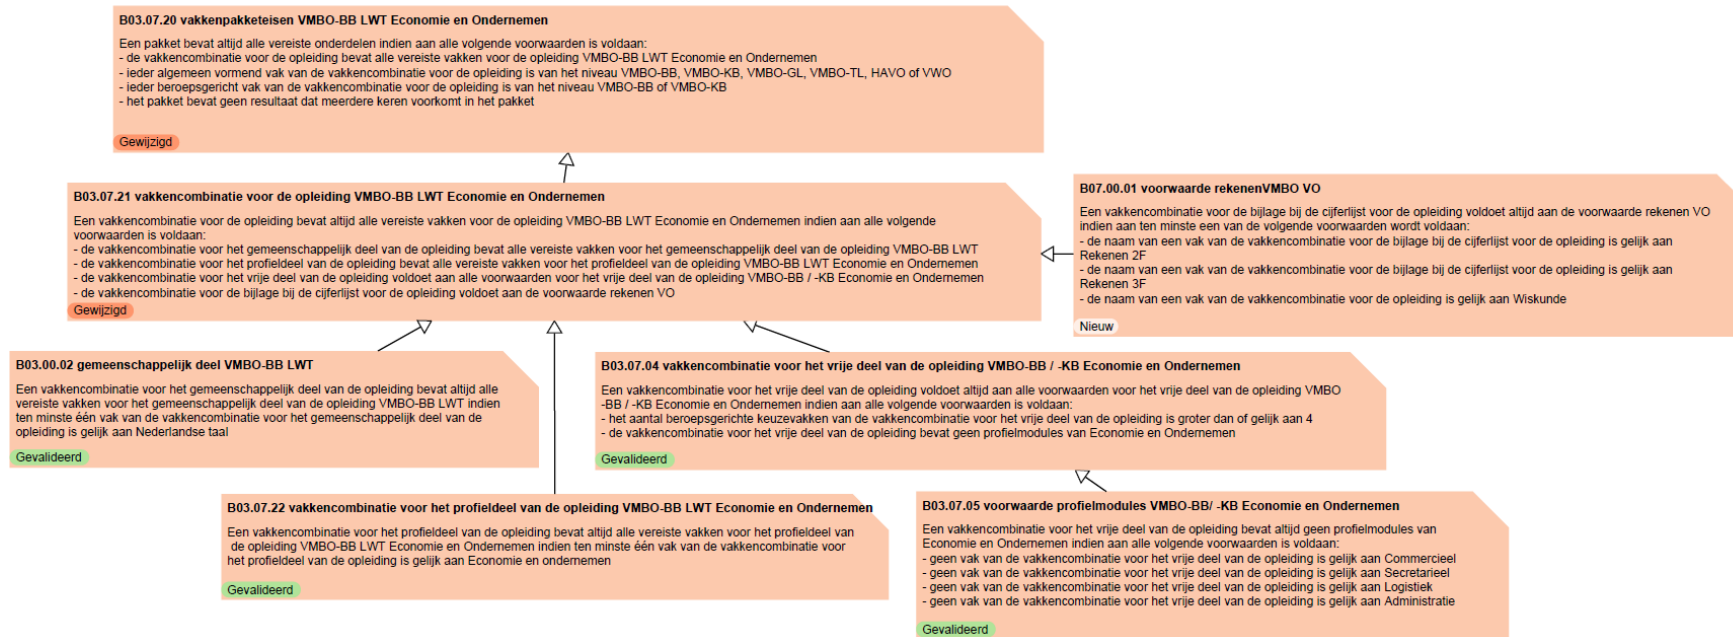 B03.07.20 vakkenpakketeisen VMBO-BB LWT Economie en Ondernemen
Een pakket bevat altijd alle vereiste onderdelen indien aan alle volgende voorwaarden is voldaan:
- de vakkencombinatie voor de opleiding bevat alle vereiste vakken voor de opleiding VMBO-BB LWT Economie en Ondernemen
- ieder algemeen vormend vak van de vakkencombinatie voor de opleiding is van het niveau VMBO-BB, VMBO-KB, VMBO-GL, VMBO-TL, HAVO of VWO
- ieder beroepsgericht vak van de vakkencombinatie voor de opleiding is van het niveau VMBO-BB of VMBO-KB
- het pakket bevat geen resultaat dat meerdere keren voorkomt in het pakket
Gewijzigd
B03.07.21 vakkencombinatie voor de opleiding VMBO-BB LWT Economie en Ondernemen
Een vakkencombinatie voor de opleiding bevat altijd alle vereiste vakken voor de opleiding VMBO-BB LWT Economie en Ondernemen indien aan alle volgende
voorwaarden is voldaan:
- de vakkencombinatie voor het gemeenschappelijk deel van de opleiding bevat alle vereiste vakken voor het gemeenschappelijk deel van de opleiding VMBO-BB LWT
- de vakkencombinatie voor het profieldeel van de opleiding bevat alle vereiste vakken voor het profieldeel van de opleiding VMBO-BB LWT Economie en Ondernemen
- de vakkencombinatie voor het vrije deel van de opleiding voldoet aan alle voorwaarden voor het vrije deel van de opleiding VMBO-BB / -KB Economie en Ondernemen
- de vakkencombinatie voor de bijlage bij de cijferlijst voor de opleiding voldoet aan de voorwaarde rekenen VO
Gewijzigd
B07.00.01 voorwaarde rekenenVMBO VO
Een vakkencombinatie voor de bijlage bij de cijferlijst voor de opleiding voldoet altijd aan de voorwaarde rekenen VO
indien aan ten minste een van de volgende voorwaarden wordt voldaan:
- de naam van een vak van de vakkencombinatie voor de bijlage bij de cijferlijst voor de opleiding is gelijk aan
Rekenen 2F
- de naam van een vak van de vakkencombinatie voor de bijlage bij de cijferlijst voor de opleiding is gelijk aan
Rekenen 3F
- de naam van een vak van de vakkencombinatie voor de opleiding is gelijk aan Wiskunde
Nieuw
B03.00.02 gemeenschappelijk deel VMBO-BB LWT
Een vakkencombinatie voor het gemeenschappelijk deel van de opleiding bevat altijd alle
vereiste vakken voor het gemeenschappelijk deel van de opleiding VMBO-BB LWT indien
ten minste één vak van de vakkencombinatie voor het gemeenschappelijk deel van de
opleiding is gelijk aan Nederlandse taal
Gevalideerd
B03.07.04 vakkencombinatie voor het vrije deel van de opleiding VMBO-BB / -KB Economie en Ondernemen
Een vakkencombinatie voor het vrije deel van de opleiding voldoet altijd aan alle voorwaarden voor het vrije deel van de opleiding VMBO
-BB / -KB Economie en Ondernemen indien aan alle volgende voorwaarden is voldaan:
- het aantal beroepsgerichte keuzevakken van de vakkencombinatie voor het vrije deel van de opleiding is groter dan of gelijk aan 4
- de vakkencombinatie voor het vrije deel van de opleiding bevat geen profielmodules van Economie en Ondernemen
Gevalideerd
B03.07.22 vakkencombinatie voor het profieldeel van de opleiding VMBO-BB LWT Economie en Ondernemen
Een vakkencombinatie voor het profieldeel van de opleiding bevat altijd alle vereiste vakken voor het profieldeel van
de opleiding VMBO-BB LWT Economie en Ondernemen indien ten minste één vak van de vakkencombinatie voor
het profieldeel van de opleiding is gelijk aan Economie en ondernemen
Gevalideerd
B03.07.05 voorwaarde profielmodules VMBO-BB/ -KB Economie en Ondernemen
Een vakkencombinatie voor het vrije deel van de opleiding bevat altijd geen profielmodules van
Economie en Ondernemen indien aan alle volgende voorwaarden is voldaan:
- geen vak van de vakkencombinatie voor het vrije deel van de opleiding is gelijk aan Commercieel
- geen vak van de vakkencombinatie voor het vrije deel van de opleiding is gelijk aan Secretarieel
- geen vak van de vakkencombinatie voor het vrije deel van de opleiding is gelijk aan Logistiek
- geen vak van de vakkencombinatie voor het vrije deel van de opleiding is gelijk aan Administratie
Gevalideerd